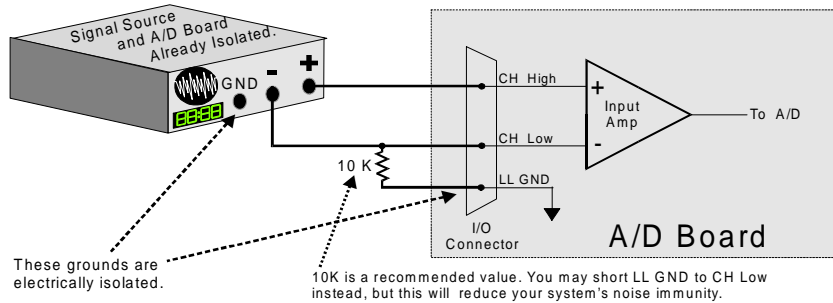 Signal Source
and A/D Board
Already Isolated.
GND
-
+
88:88
CH High
+
Input
Amp
To A/D
CH Low
-
10 K
LL GND
I/O
Connector
A/D Board
These grounds are
electrically isolated.
10K is a recommended value. You may short LL GND to CH Low
instead, but this will reduce your system's noise immunity.